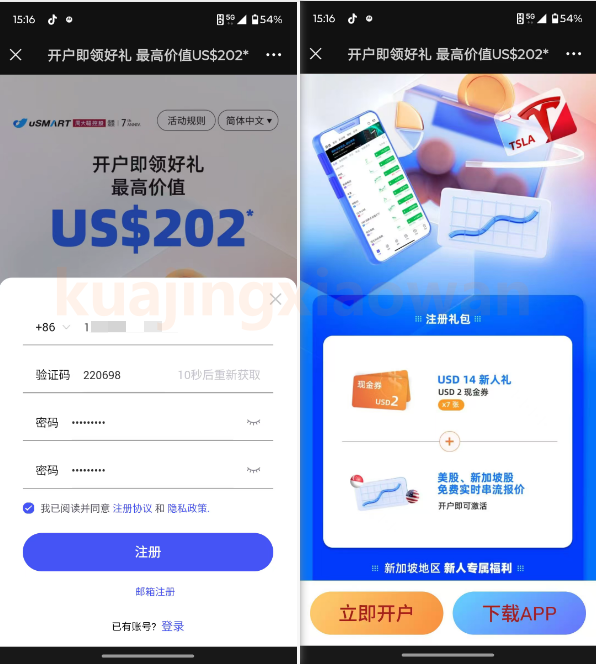 15:16
5G
54%
开户即领好礼 最高价值US$202*
uSMART
7
活动规则
简体中文
开户即领好礼
最高价值
US$202*
kuajingxiaowan
+86
1
验证码
220698
10秒后重新获取
密码
•••••••••
密码
•••••••••
我已阅读并同意 注册协议 和 隐私政策.
注册
邮箱注册
已有账号? 登录
15:16
5G
54%
开户即领好礼 最高价值US$202*
TSLA
注册礼包
现金券
USD2
USD 14 新人礼
USD 2 现金券
x7 张
美股、新加坡股
免费实时串流报价
开户即可激活
新加坡地区 新人专属福利
立即开户
下载APP